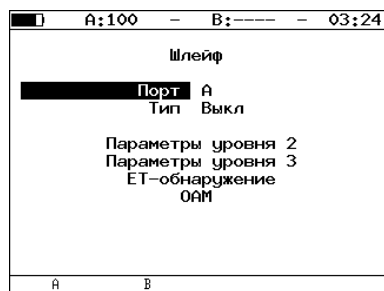 A:100 – B:---- – 03:24
Шлейф
Порт A
Тип Выкл
Параметры уровня 2
Параметры уровня 3
ET-обнаружение
OAM
A B